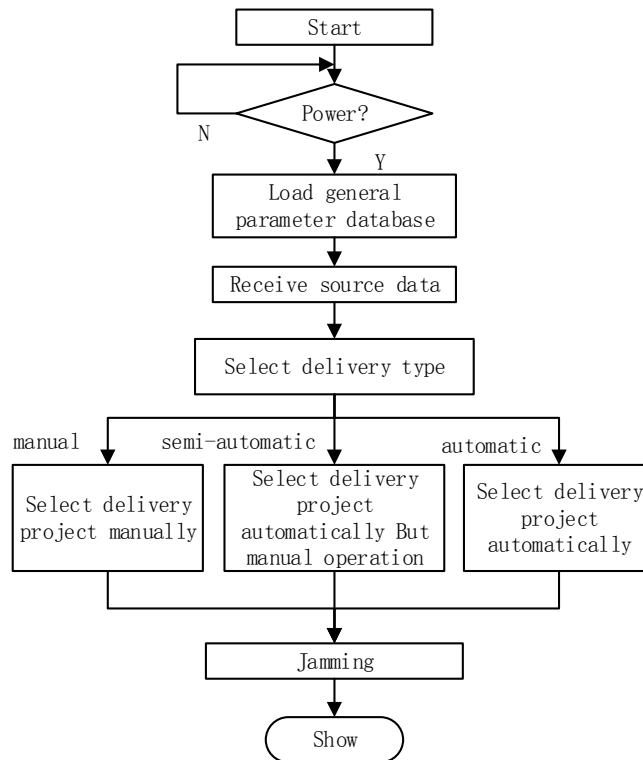 Start
Power?
N
Y
Load general
parameter database
Receive source data
Select delivery type
manual
semi-automatic
automatic
Select delivery
project manually
Select delivery
project
automatically But
manual operation
Select delivery
project
automatically
Jamming
Show